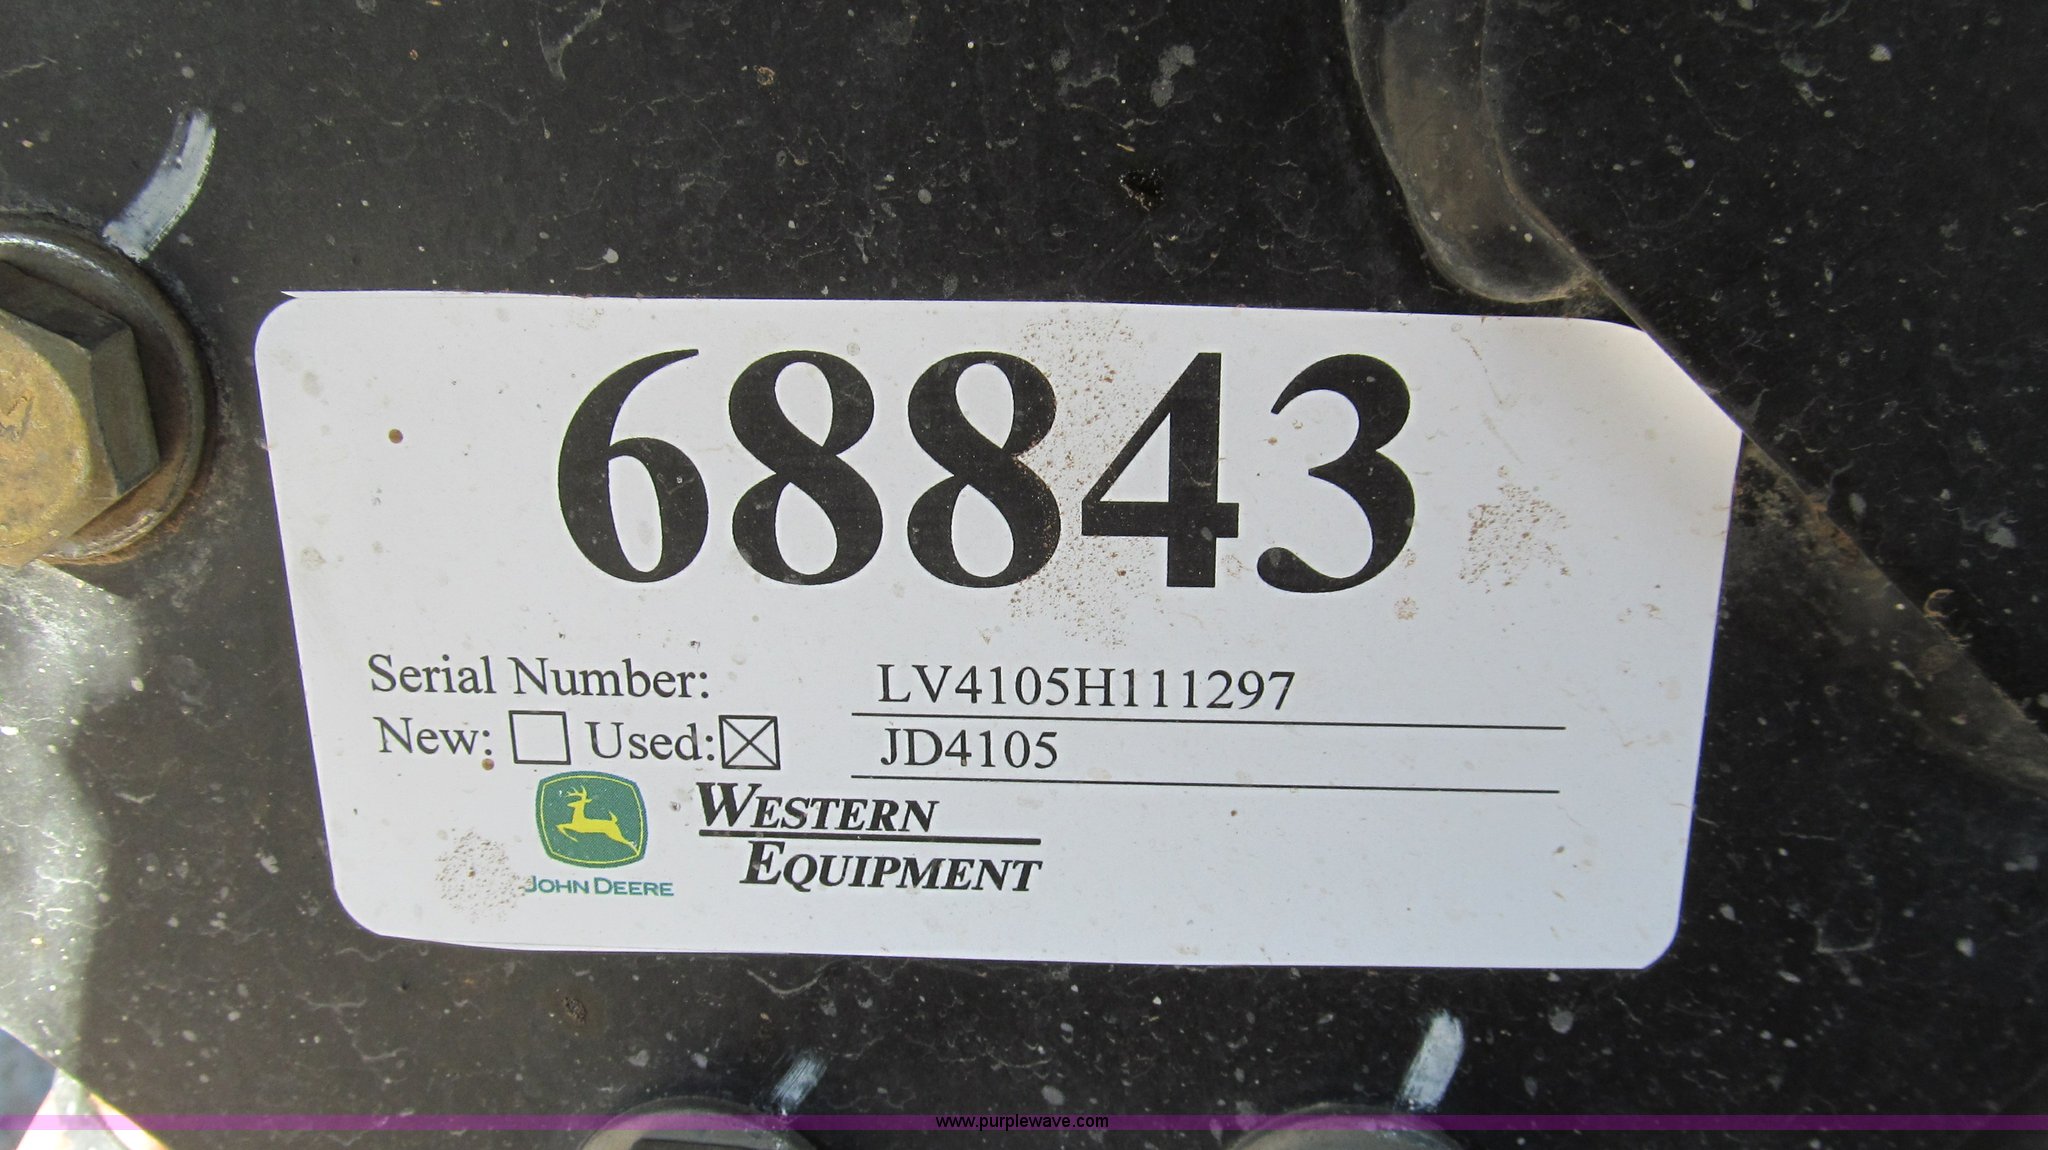 68843
Serial Number: LV4105H111297
New: Used: JD4105
JOHN DEERE
WESTERN
EQUIPMENT
www.purplewave.com